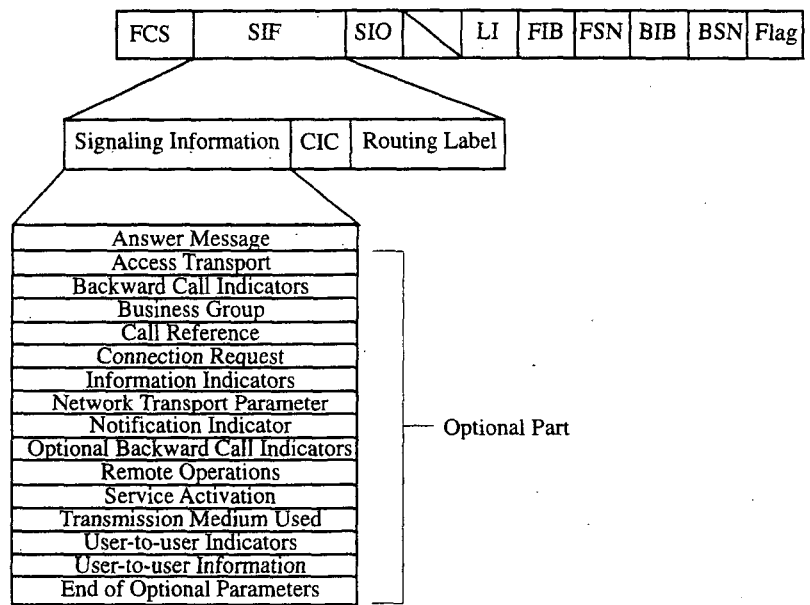 FCS SIF SIO LI FIB FSN BIB BSN Flag
Signaling Information CIC Routing Label
Answer Message
Access Transport
Backward Call Indicators
Business Group
Call Reference
Connection Request
Information Indicators
Network Transport Parameter
Notification Indicator
Optional Part
Optional Backward Call Indicators
Remote Operations
Service Activation
Transmission Medium Used
User-to-user Indicators
User-to-user Information
End of Optional Parameters